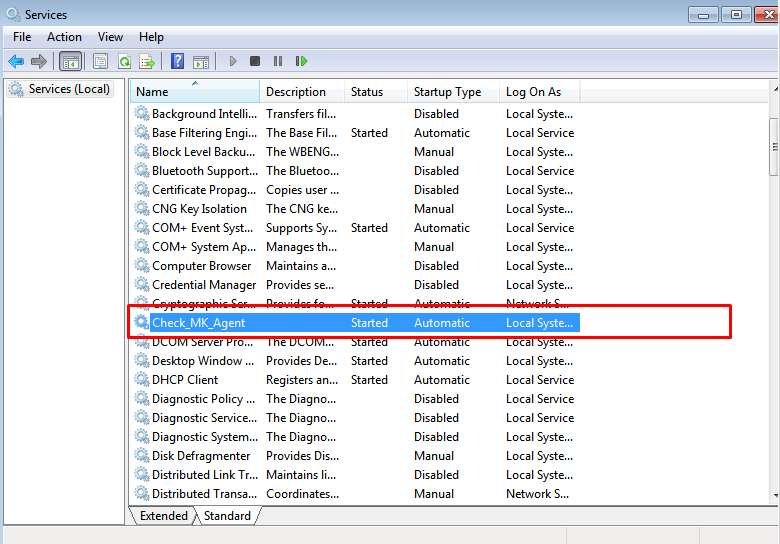 Services
File Action View Help
Services (Local)
Name Description Status Startup Type Log On As
Background Intelli... Transfers fil... Disabled Local Syste...
Base Filtering Engi... The Base Fil... Started Automatic Local Service
Block Level Backu... The WBENG... Manual Local Syste...
Bluetooth Support... The Bluetoo... Disabled Local Service
Certificate Propag... Copies user ... Disabled Local Syste...
CNG Key Isolation The CNG ke... Manual Local Syste...
COM+ Event Syst... Supports Sy... Started Automatic Local Service
COM+ System Ap... Manages th... Manual Local Syste...
Computer Browser Maintains a... Disabled Local Syste...
Credential Manager Provides se... Disabled Local Syste...
Cryptographic Ser... Provides fo... Started Automatic Network S...
Check_MK_Agent Started Automatic Local Syste...
DCOM Server Pro... The DCOM... Started Automatic Local Syste...
Desktop Window ... Provides De... Started Automatic Local Syste...
DHCP Client Registers an... Started Automatic Local Service
Diagnostic Policy ... The Diagno... Disabled Local Service
Diagnostic Service... The Diagno... Disabled Local Service
Diagnostic System... The Diagno... Disabled Local Syste...
Disk Defragmenter Provides Dis... Manual Local Syste...
Distributed Link Tr... Maintains li... Disabled Local Syste...
Distributed Transa... Coordinates... Manual Network S...
Extended Standard